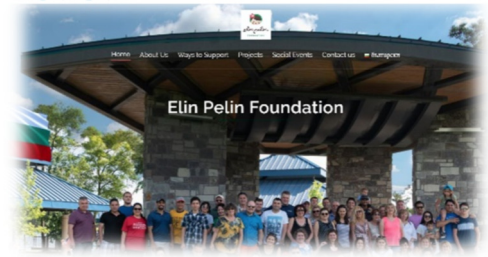 Home About Us Ways to Support Projects Social Events Contact us
Elin Pelin Foundation